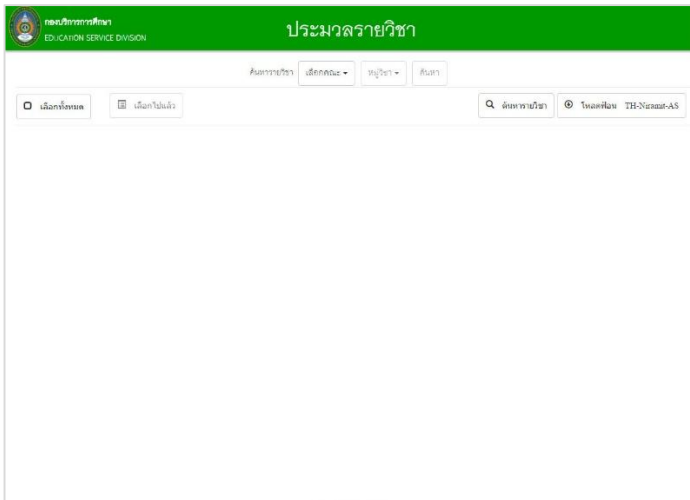 กองบริการการศึกษา
EDUCATION SERVICE DIVISION
ประมวลรายวิชา
ค้นหารายวิชา เลือกคณะ หมู่วิชา ค้นหา
เลือกทั้งหมด เลือกไปแล้ว ค้นหารายวิชา โหลดฟ้อน TH-Niramit-AS